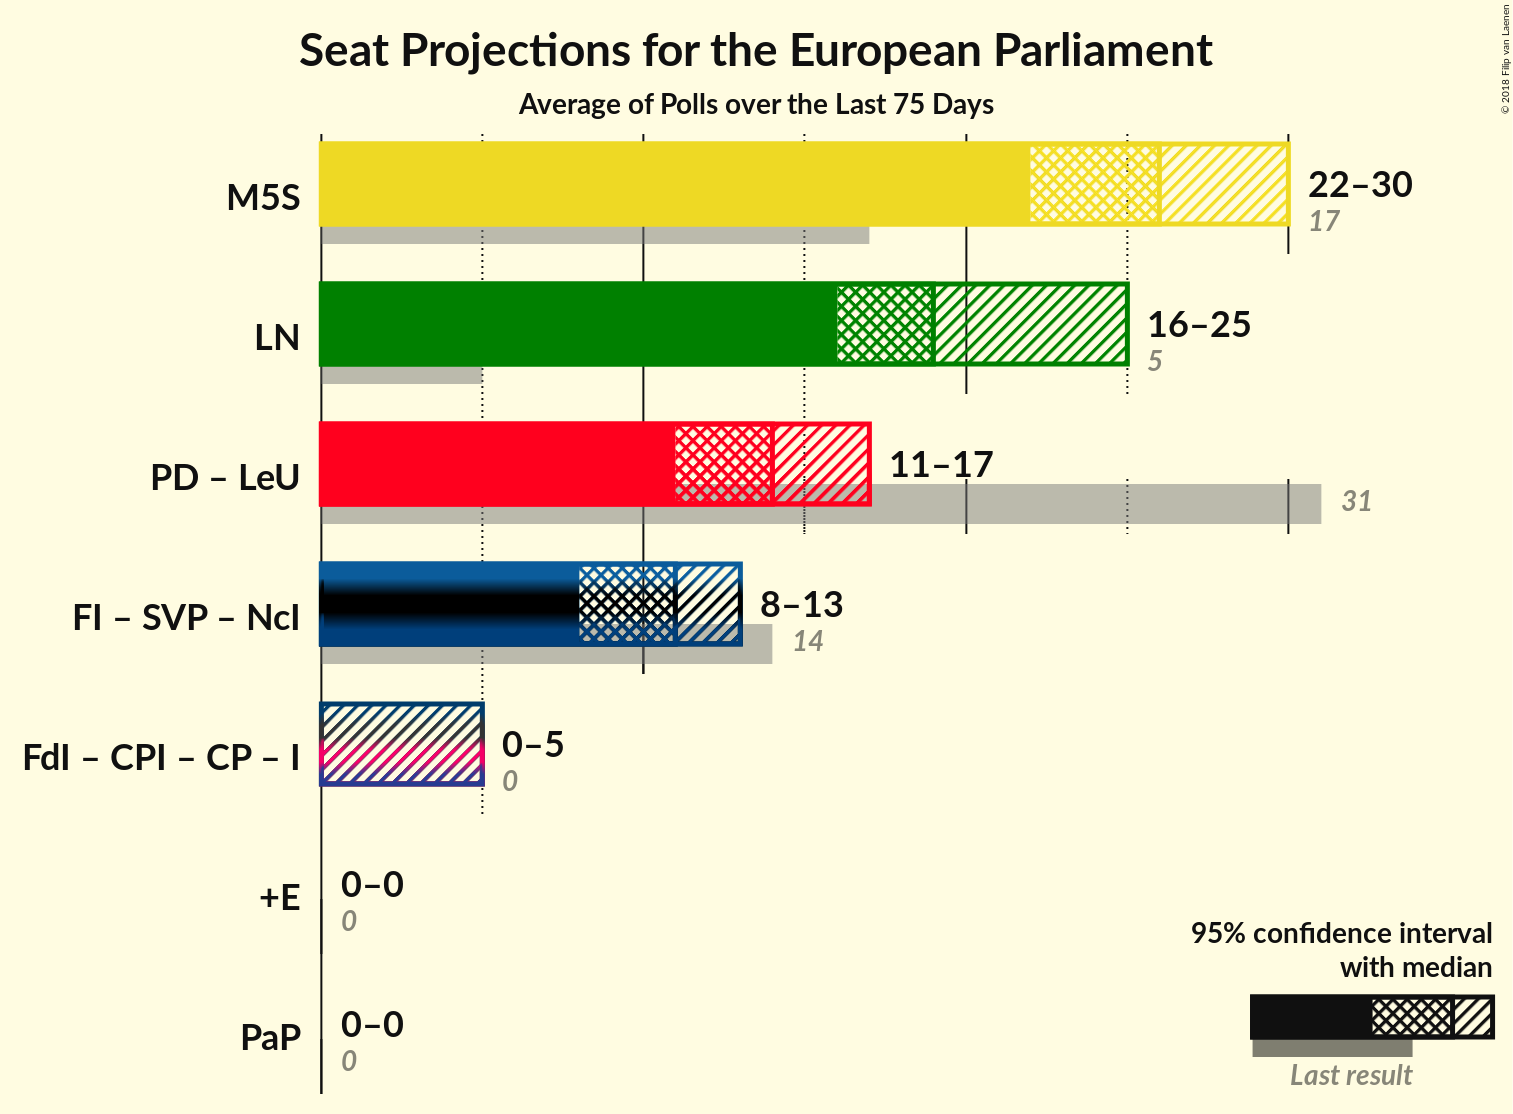 Seat Projections for the European Parliament
Average of Polls over the Last 75 Days
© 2018 Filip van Laenen
M5S
22–30
17
LN
16–25
5
PD – LeU
11–17
31
FI – SVP – NcI
8–13
14
FdI – CPI – CP – I
0–5
0
+E
0–0
0
PaP
0–0
0
95% confidence interval
with median
Last result